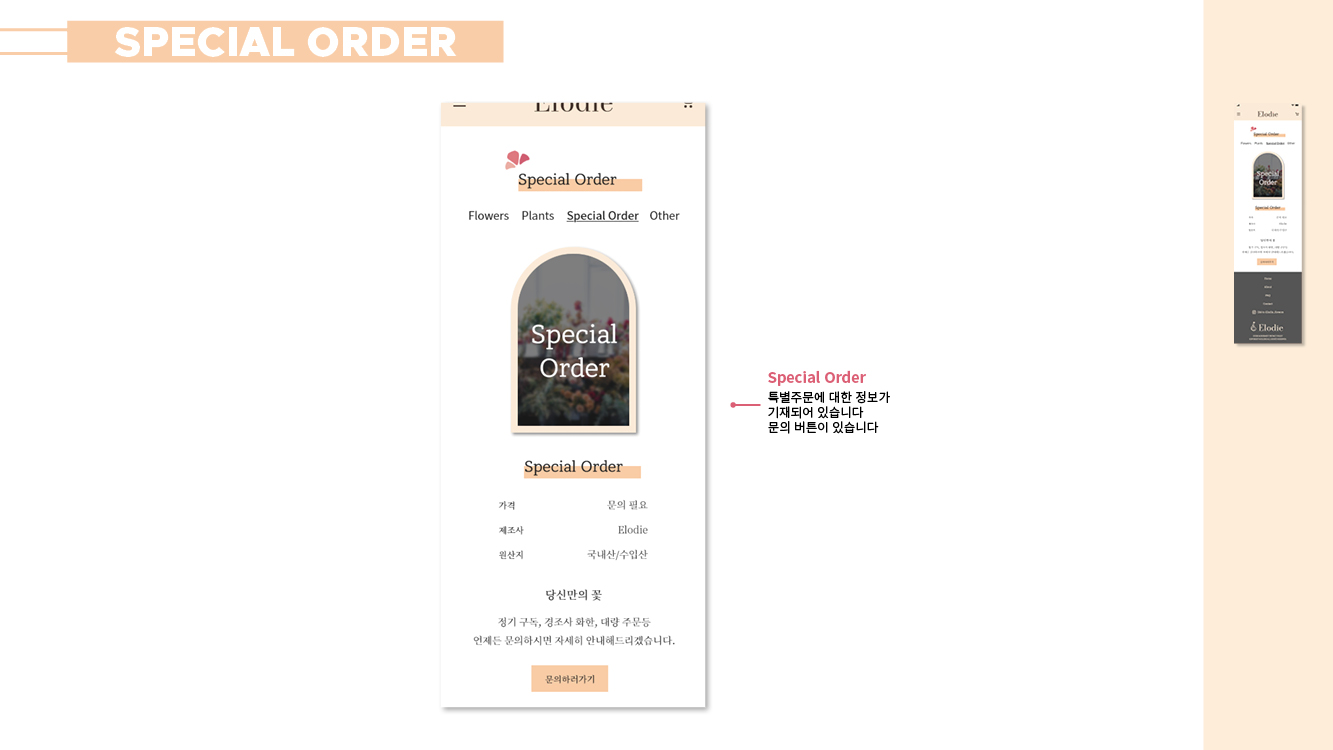 SPECIAL ORDER
Elodie
Special Order
Flowers Plants Special Order Other
Special
Order
Special Order
가격 문의 필요
제조사 Elodie
원산지 국내산/수입산
당신만의 꽃
정기 구독, 경조사 화한, 대량 주문등
언제든 문의하시면 자세히 안내해드리겠습니다.
문의하러가기
Special Order
특별주문에 대한 정보가
기재되어 있습니다
문의 버튼이 있습니다
Elodie
Special Order
Flowers Plants Special Order Other
Special
Order
Special Order
Elodie